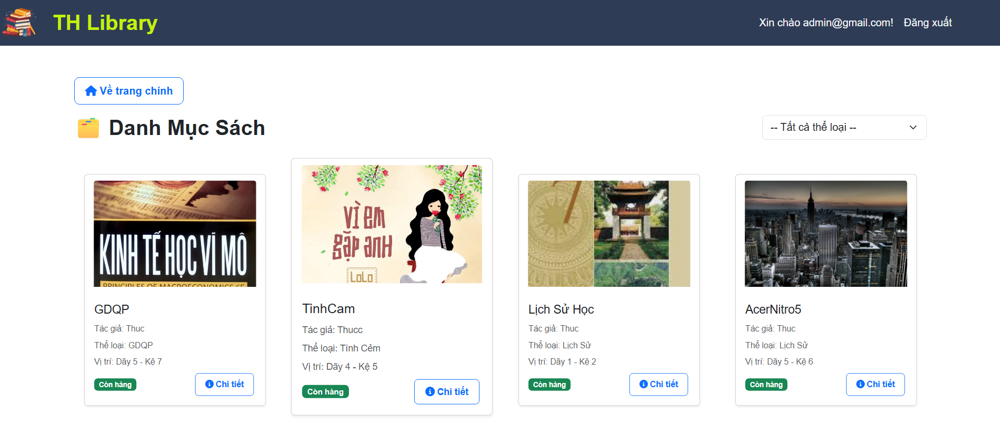 TH Library
Xin chào admin@gmail.com!
Đăng xuất
Về trang chính
Danh Mục Sách
-- Tất cả thể loại --
KINH TẾ HỌC VĨ MÔ
PRINCIPLES OF MACROECONOMICS 6E
GDQP
Tác giả: Thuc
Thể loại: GDQP
Vị trí: Dãy 5 - Kệ 7
Còn hàng
Chi tiết
Vì em
gặp anh
LoLo
TinhCam
Tác giả: Thucc
Thể loại: Tình Cẻm
Vị trí: Dãy 4 - Kệ 5
Còn hàng
Chi tiết
Lịch Sử Học
Tác giả: Thuc
Thể loại: Lịch Sử
Vị trí: Dãy 1 - Kệ 2
Còn hàng
Chi tiết
AcerNitro5
Tác giả: Thuc
Thể loại: Lịch Sử
Vị trí: Dãy 5 - Kệ 6
Còn hàng
Chi tiết